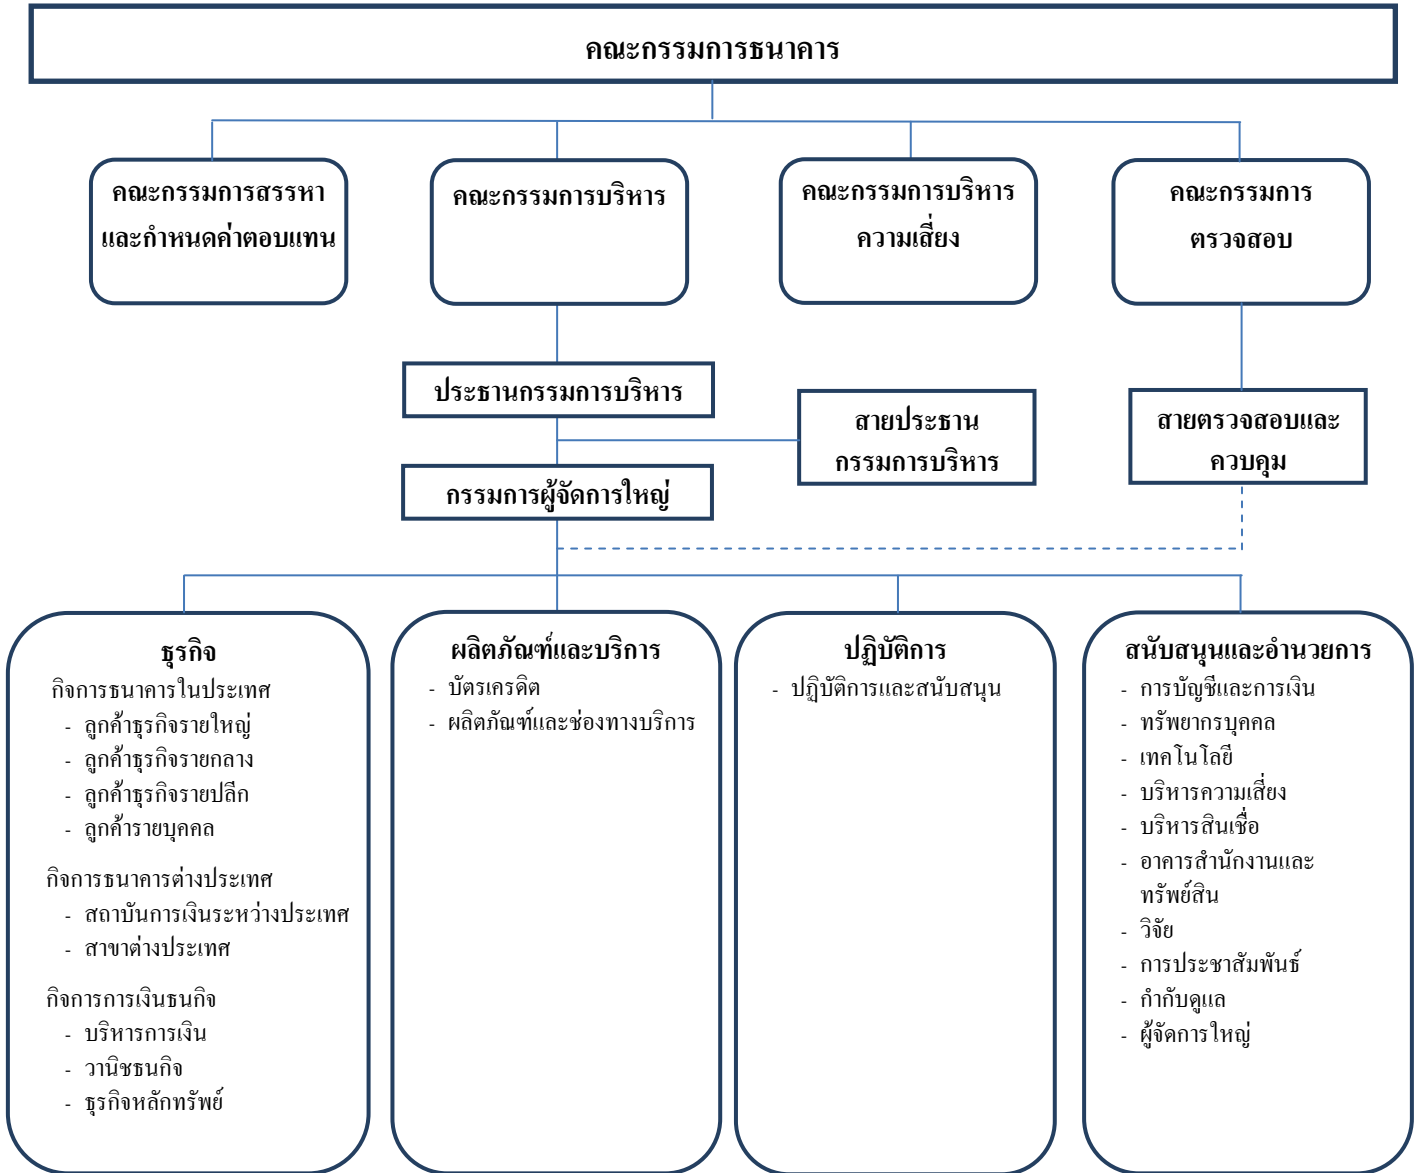 คณะกรรมการธนาคาร
คณะกรรมการสรรหา
และกำหนดค่าตอบแทน
คณะกรรมการบริหาร
คณะกรรมการบริหาร
ความเสี่ยง
คณะกรรมการ
ตรวจสอบ
ประธานกรรมการบริหาร
สายประธาน
กรรมการบริหาร
สายตรวจสอบและ
ควบคุม
กรรมการผู้จัดการใหญ่
ธุรกิจ
กิจการธนาคารในประเทศ
- ลูกค้าธุรกิจรายใหญ่
- ลูกค้าธุรกิจรายกลาง
- ลูกค้าธุรกิจรายปลีก
- ลูกค้ารายบุคคล
กิจการธนาคารต่างประเทศ
- สถาบันการเงินระหว่างประเทศ
- สาขาต่างประเทศ
กิจการการเงินธนกิจ
- บริหารการเงิน
- วานิชธนกิจ
- ธุรกิจหลักทรัพย์
ผลิตภัณฑ์และบริการ
- บัตรเครดิต
- ผลิตภัณฑ์และช่องทางบริการ
ปฏิบัติการ
- ปฏิบัติการและสนับสนุน
สนับสนุนและอำนวยการ
- การบัญชีและการเงิน
- ทรัพยากรบุคคล
- เทคโนโลยี
- บริหารความเสี่ยง
- บริหารสินเชื่อ
- อาคารสำนักงานและ
ทรัพย์สิน
- วิจัย
- การประชาสัมพันธ์
- กำกับดูแล
- ผู้จัดการใหญ่